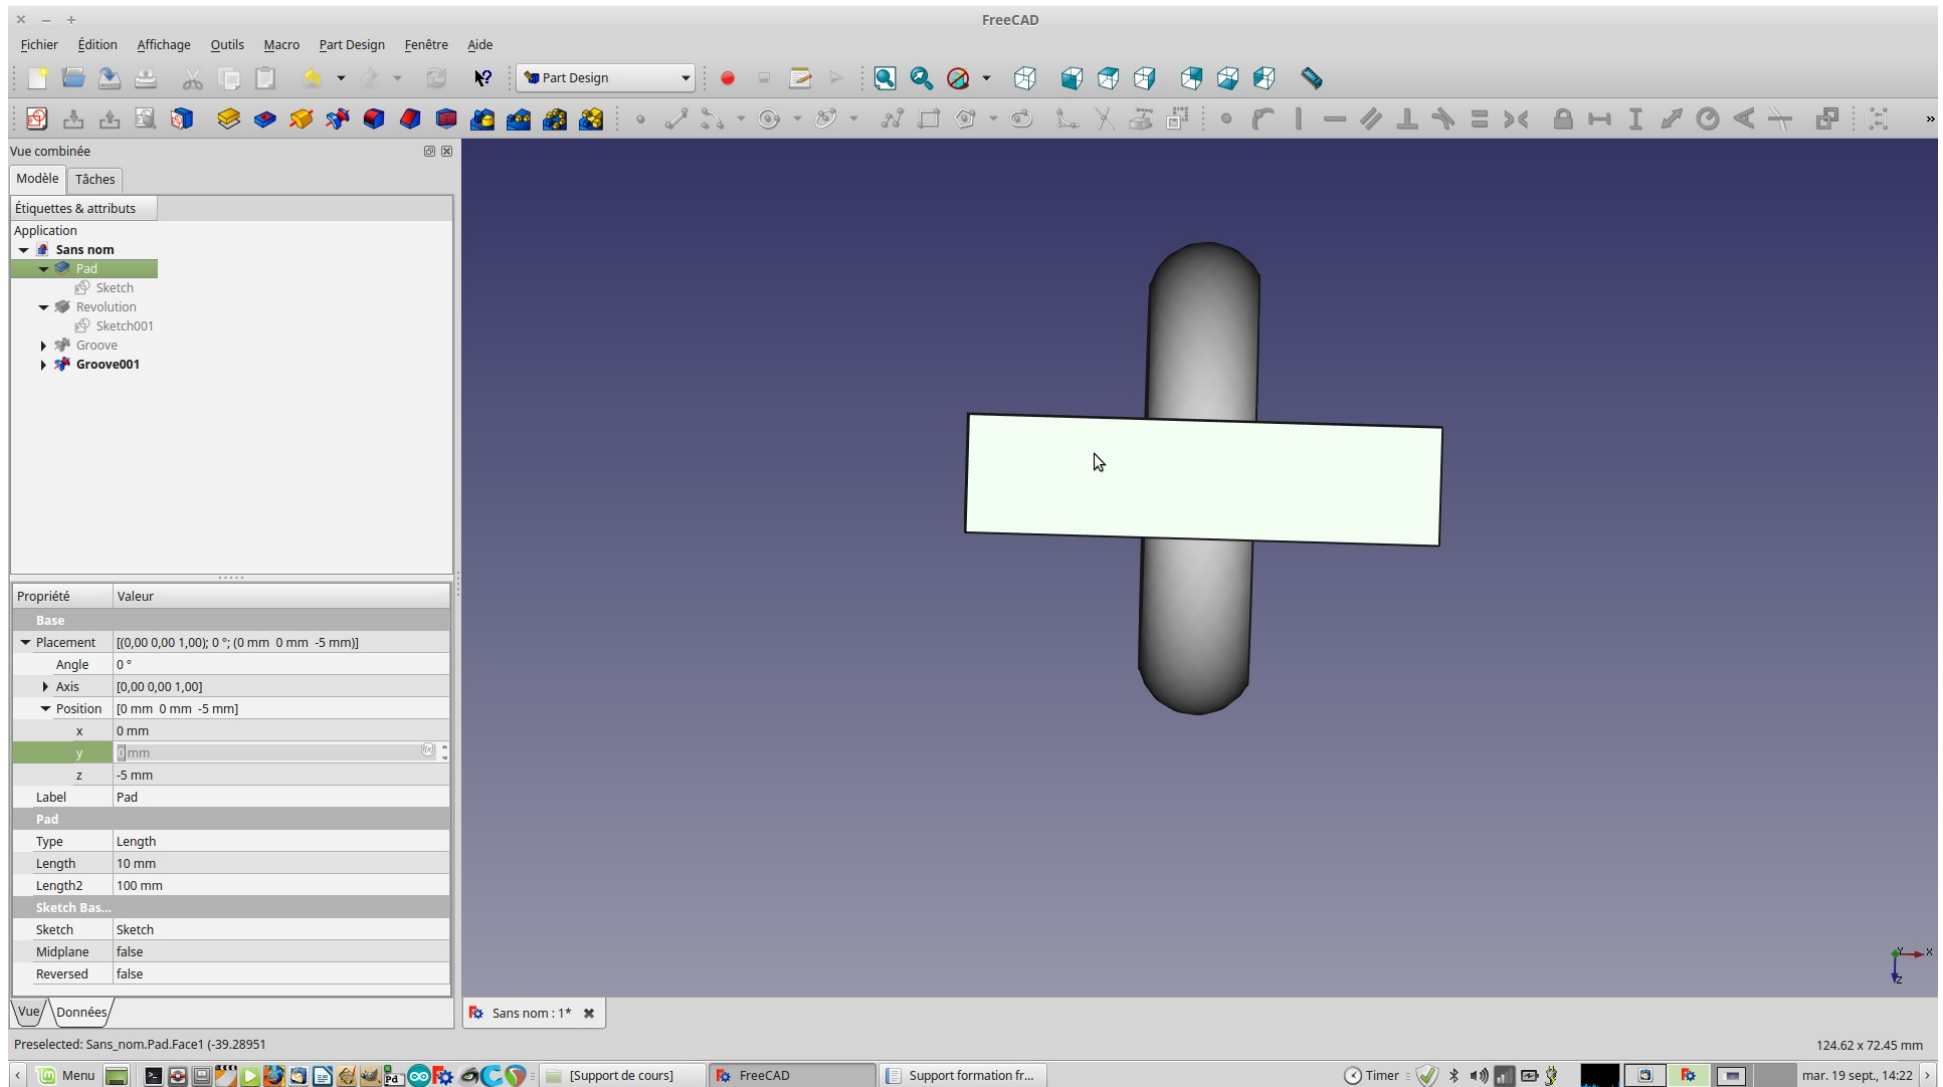 FreeCAD
Fichier Édition Affichage Outils Macro Part Design Fenêtre Aide
Part Design
Vue combinée
Modèle Tâches
Étiquettes & attributs
Application
Sans nom
Pad
Sketch
Revolution
Sketch001
Groove
Groove001
Propriété Valeur
Base
Placement [(0,00 0,00 1,00); 0 °; (0 mm 0 mm -5 mm)]
Angle 0 °
Axis [0,00 0,00 1,00]
Position [0 mm 0 mm -5 mm]
x 0 mm
y 0 mm
z -5 mm
Label Pad
Pad
Type Length
Length 10 mm
Length2 100 mm
Sketch Bas...
Sketch Sketch
Midplane false
Reversed false
Y X
Z
Vue Données
Sans nom : 1*
Preselected: Sans_nom.Pad.Face1 (-39.28951
124.62 x 72.45 mm
Menu [Support de cours] FreeCAD Support formation fr... Timer mar. 19 sept., 14:22